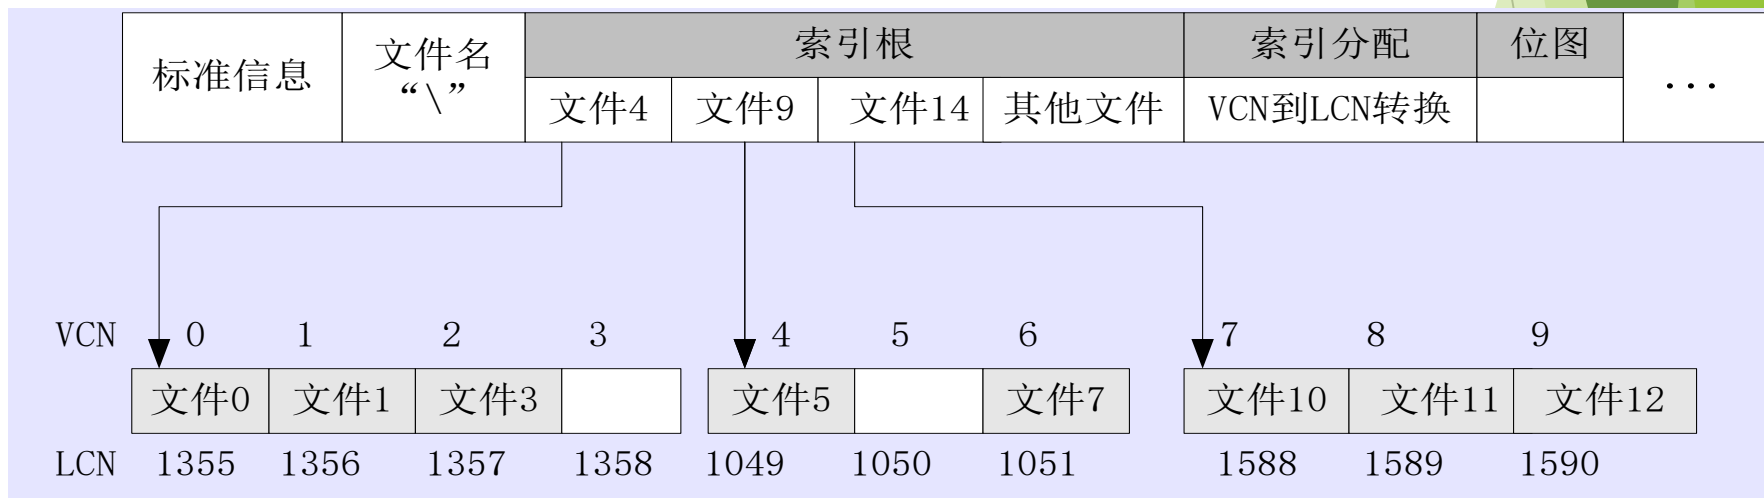 标准信息 文件名“\” 索引根 索引分配 位图 ...
文件4 文件9 文件14 其他文件 VCN到LCN转换
VCN 0 1 2 3 4 5 6 7 8 9
文件0 文件1 文件3 文件5 文件7 文件10 文件11 文件12
LCN 1355 1356 1357 1358 1049 1050 1051 1588 1589 1590